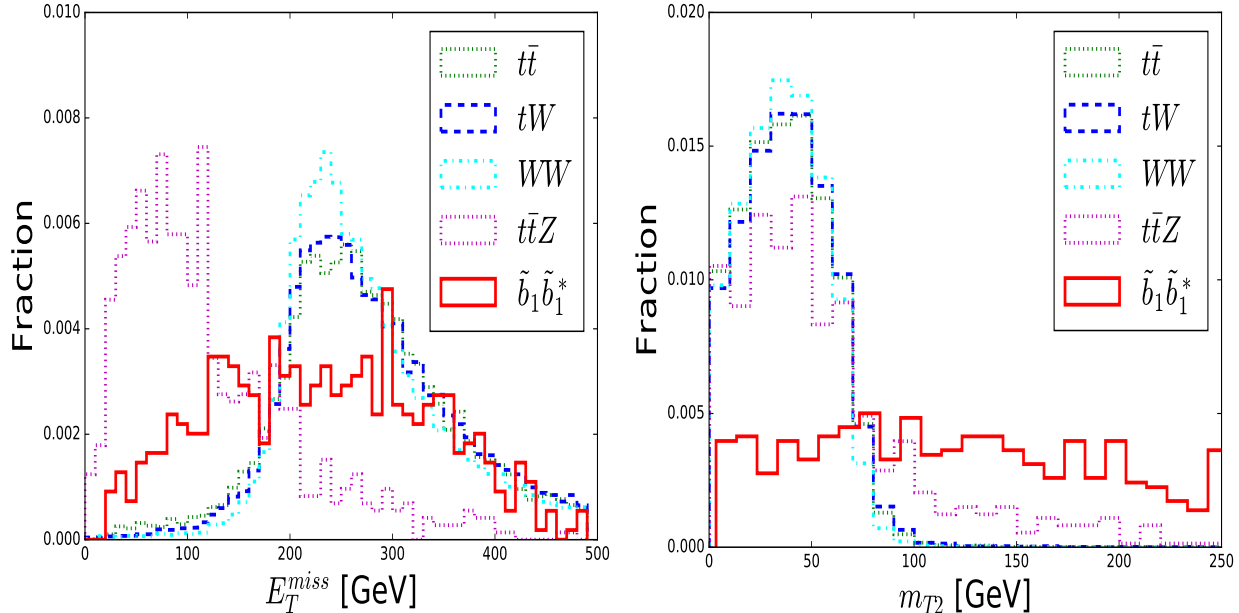 0.010
0.008
0.006
0.004
0.002
0.000
0 100 200 300 400 500
Fraction
E_T^{miss} [GeV]
tt̄
tW
WW
tt̄Z
b̃₁b̃₁*
0.020
0.015
0.010
0.005
0.000
0 50 100 150 200 250
Fraction
m_{T2} [GeV]
tt̄
tW
WW
tt̄Z
b̃₁b̃₁*